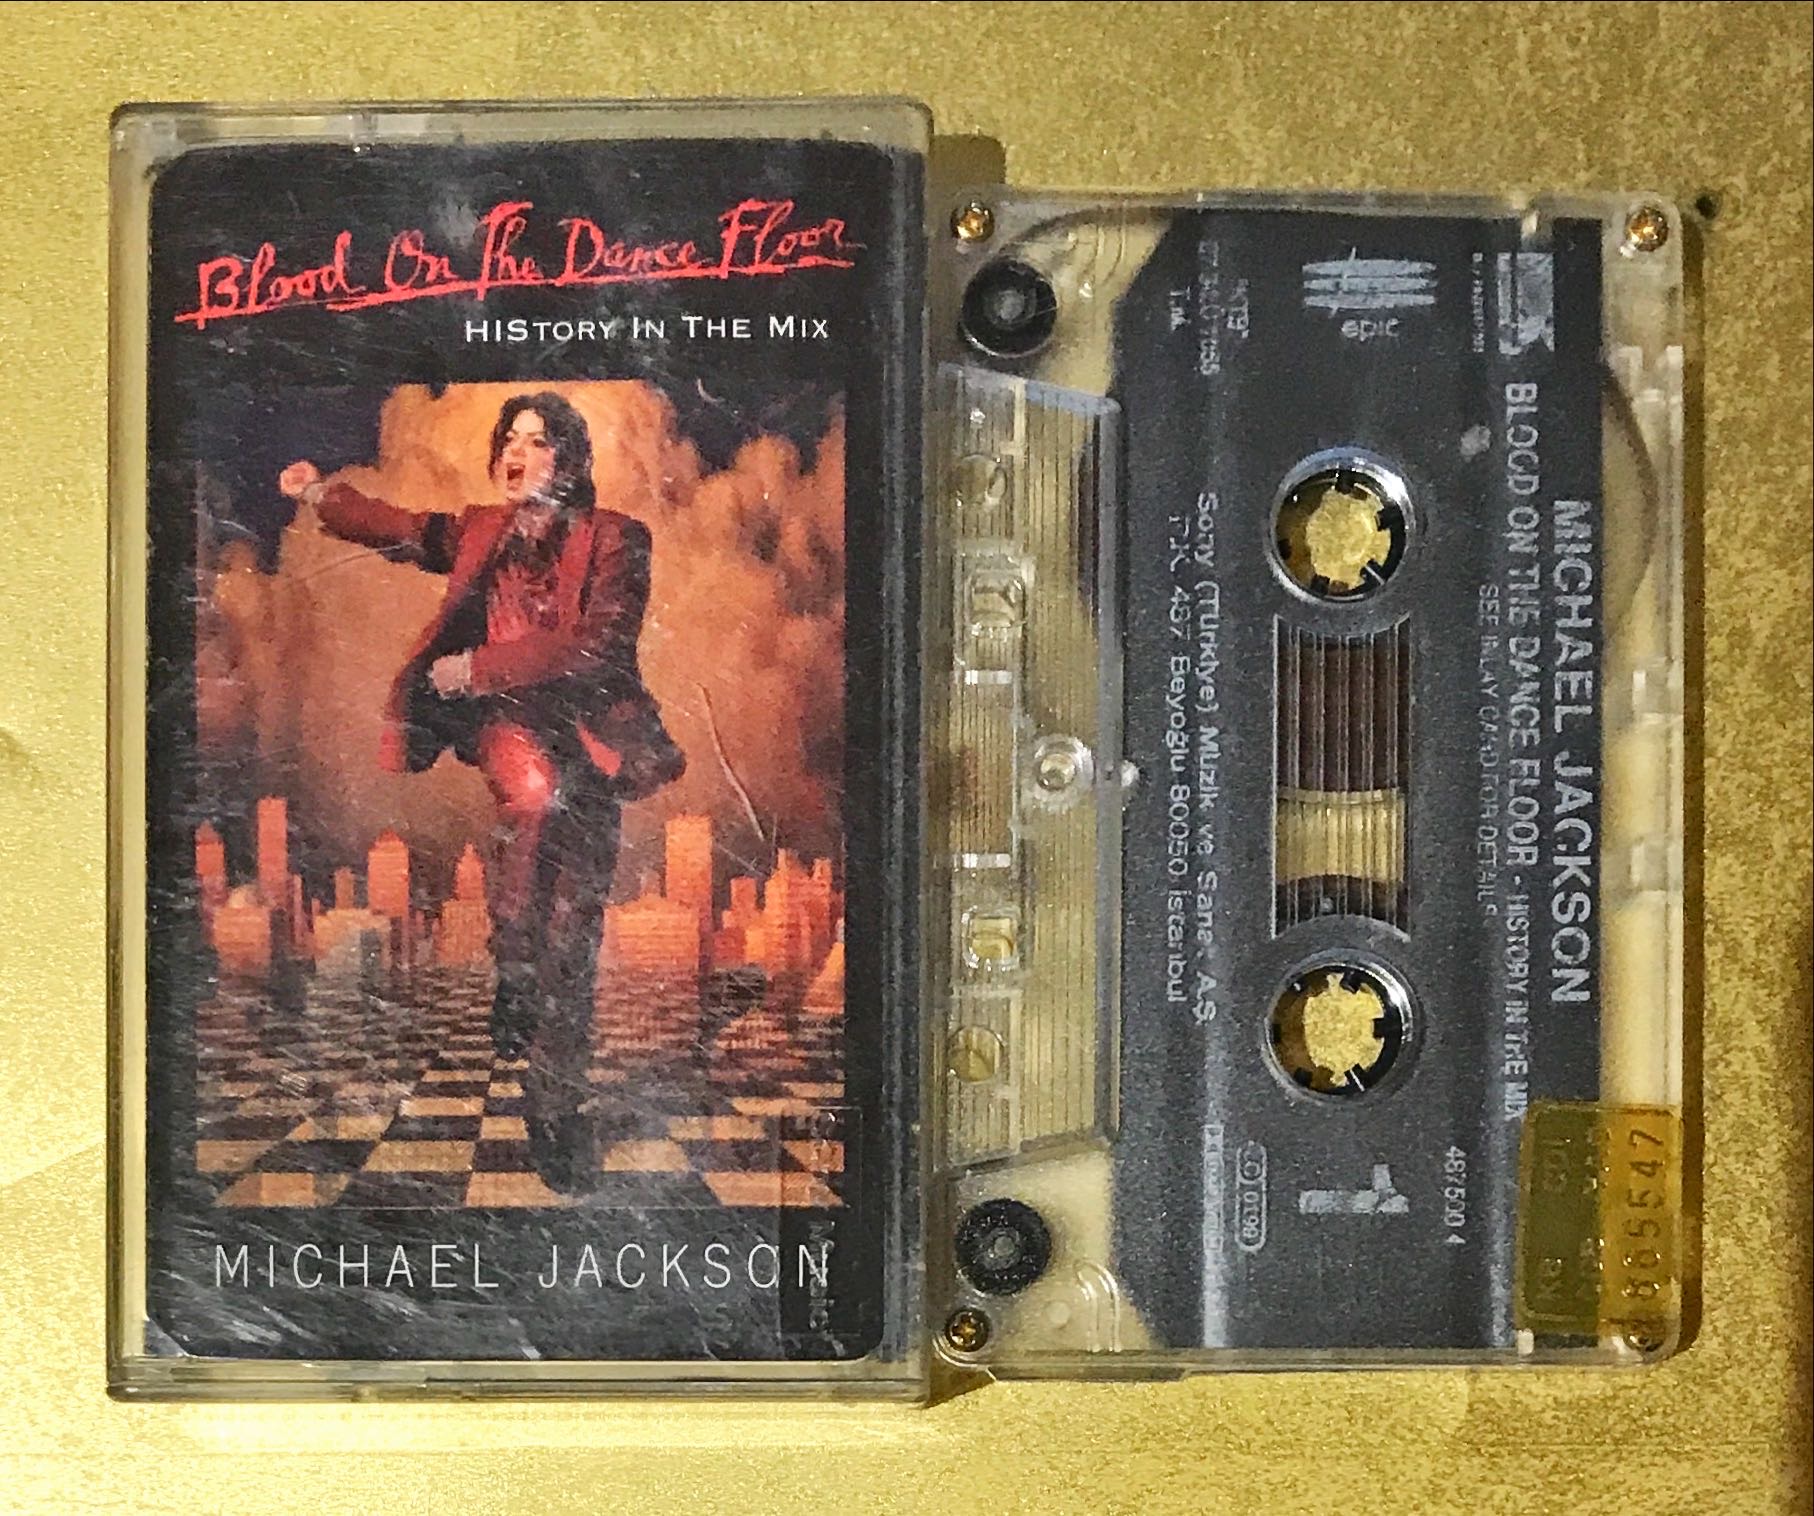 Blood On The Dance Floor
HIStory In The Mix
MICHAEL JACKSON
MICHAEL JACKSON
BLOOD ON THE DANCE FLOOR - HISTORY IN THE MIX
SEE INLAY CARD FOR DETAILS
epic
487500 4
1
Sony (Türkiye) Müzik ve Sanat A.Ş.
P.K. 487 Beyoğlu 80050 İstanbul
0199